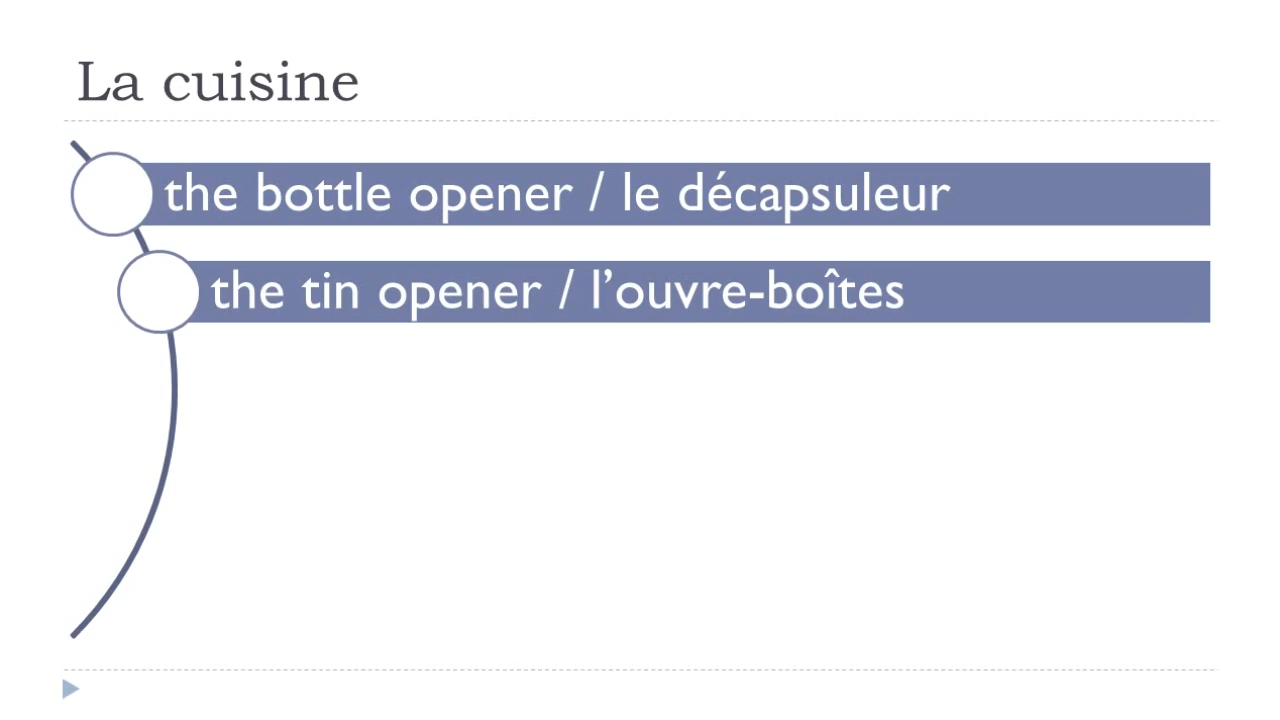 La cuisine
the bottle opener / le décapsuleur
the tin opener / l’ouvre-boîtes